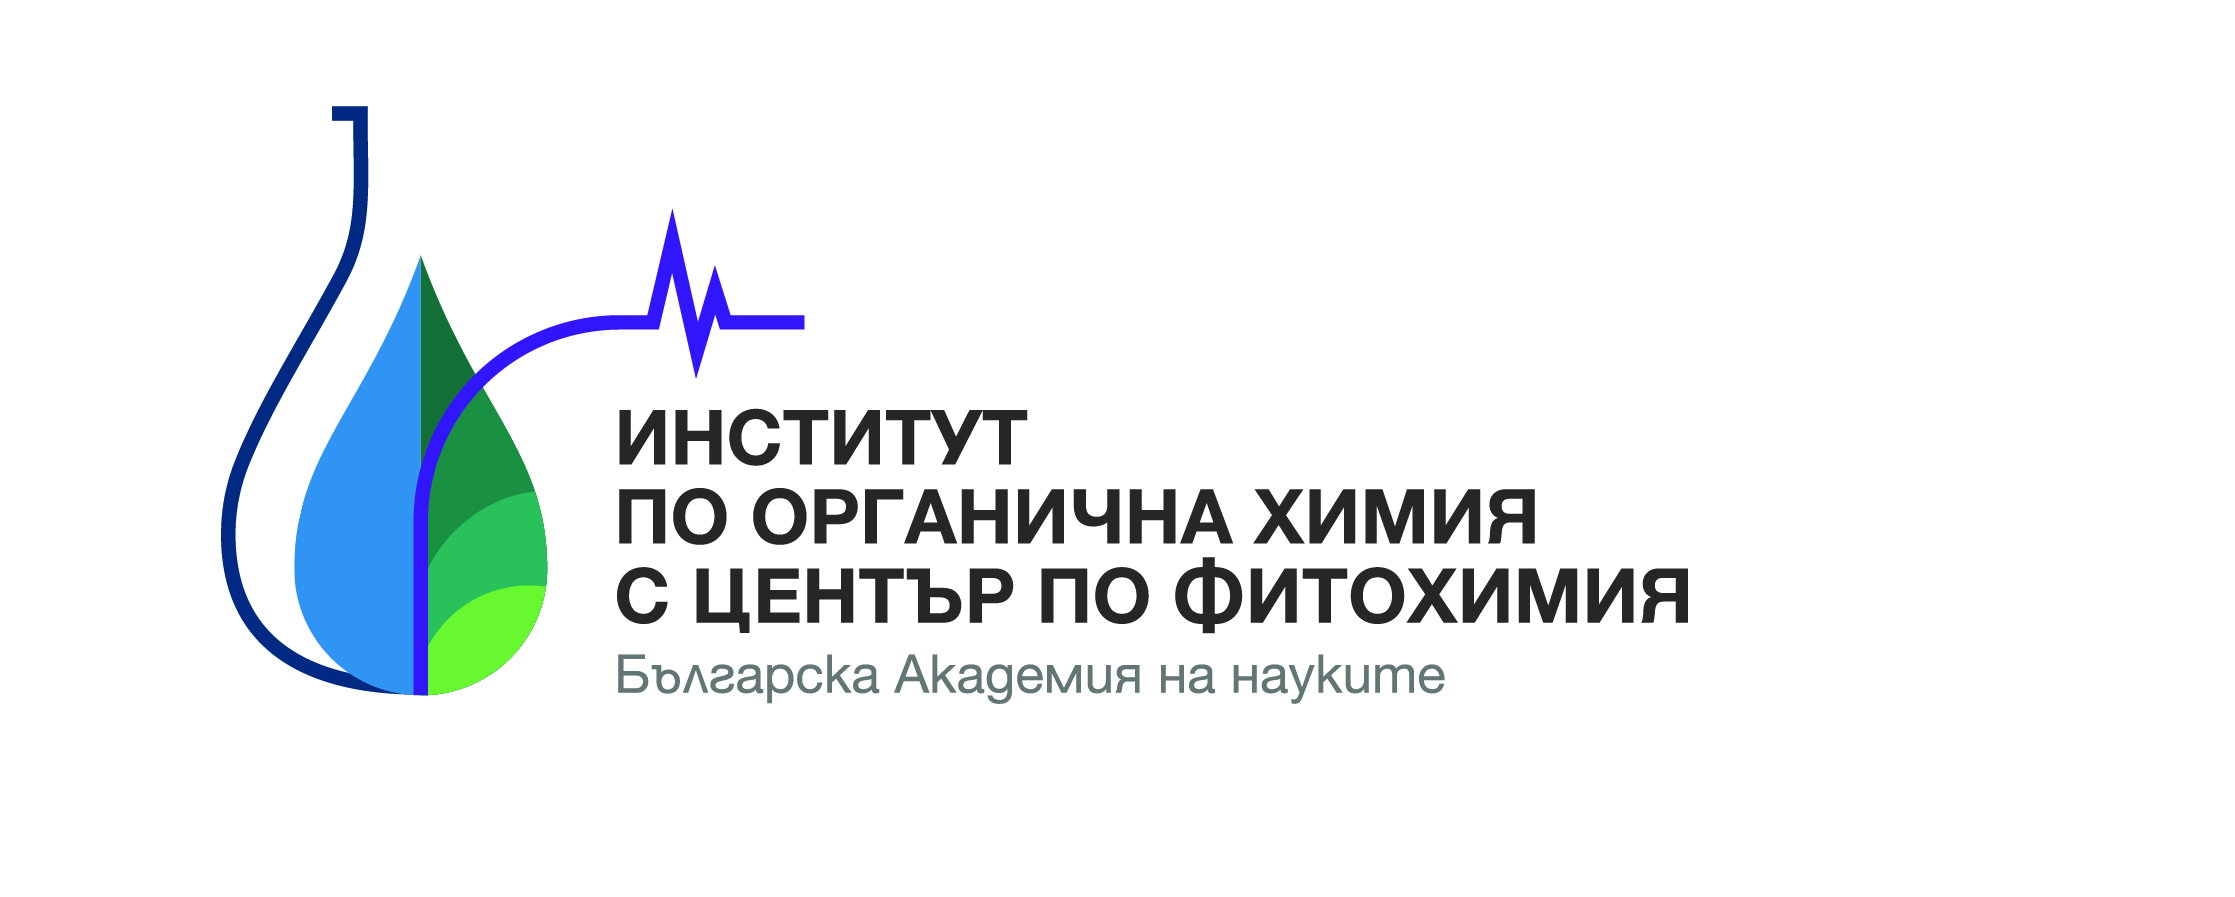 ИНСТИТУТ
ПО ОРГАНИЧНА ХИМИЯ
С ЦЕНТЪР ПО ФИТОХИМИЯ
Българска Академия на науките